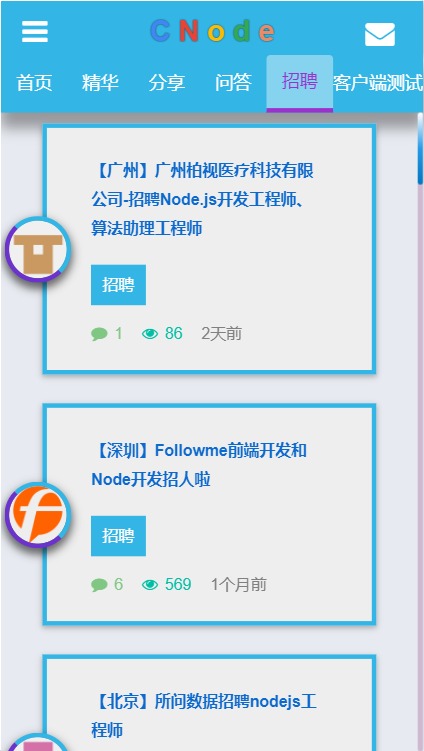 CNode
首页 精华 分享 问答 招聘 客户端测试
【广州】广州柏视医疗科技有限
公司-招聘Node.js开发工程师、
算法助理工程师
招聘
1 86 2天前
【深圳】Followme前端开发和
Node开发招人啦
招聘
6 569 1个月前
【北京】所问数据招聘nodejs工
程师